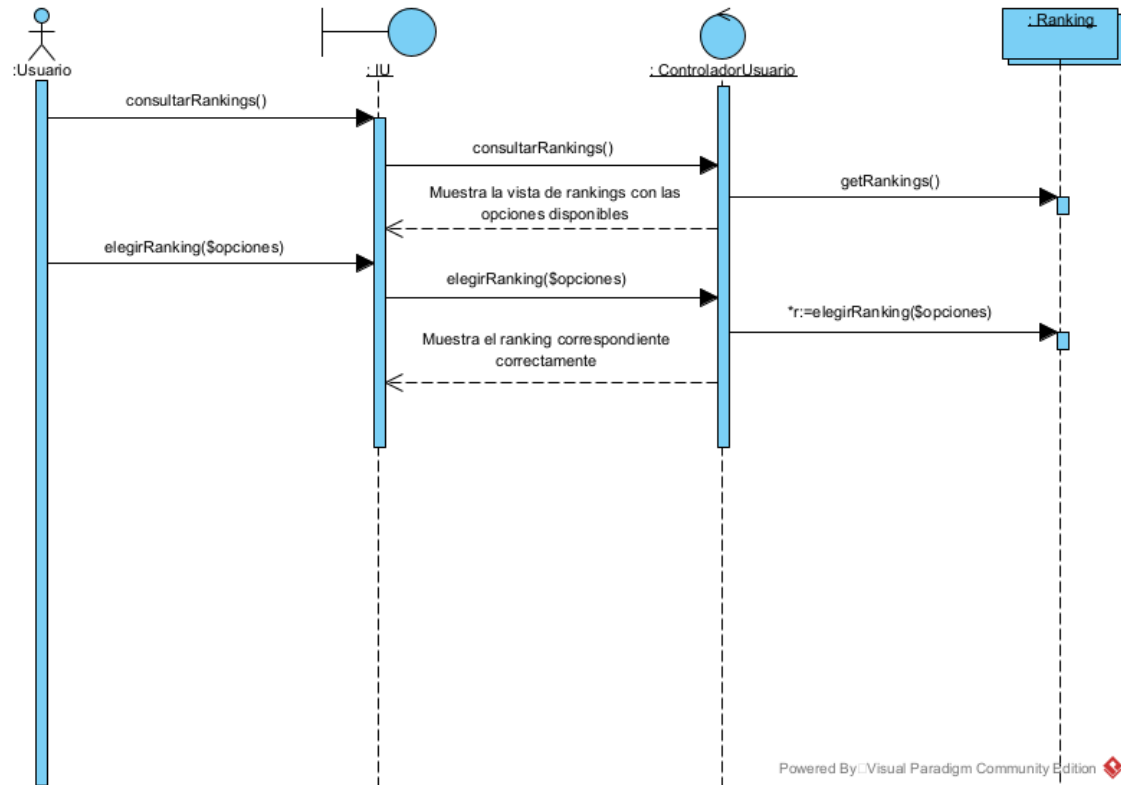 : Ranking
:Usuario
: IU
: ControladorUsuario
consultarRankings()
consultarRankings()
getRankings()
Muestra la vista de rankings con las
opciones disponibles
elegirRanking($opciones)
elegirRanking($opciones)
*r:=elegirRanking($opciones)
Muestra el ranking correspondiente
correctamente
Powered By Visual Paradigm Community Edition